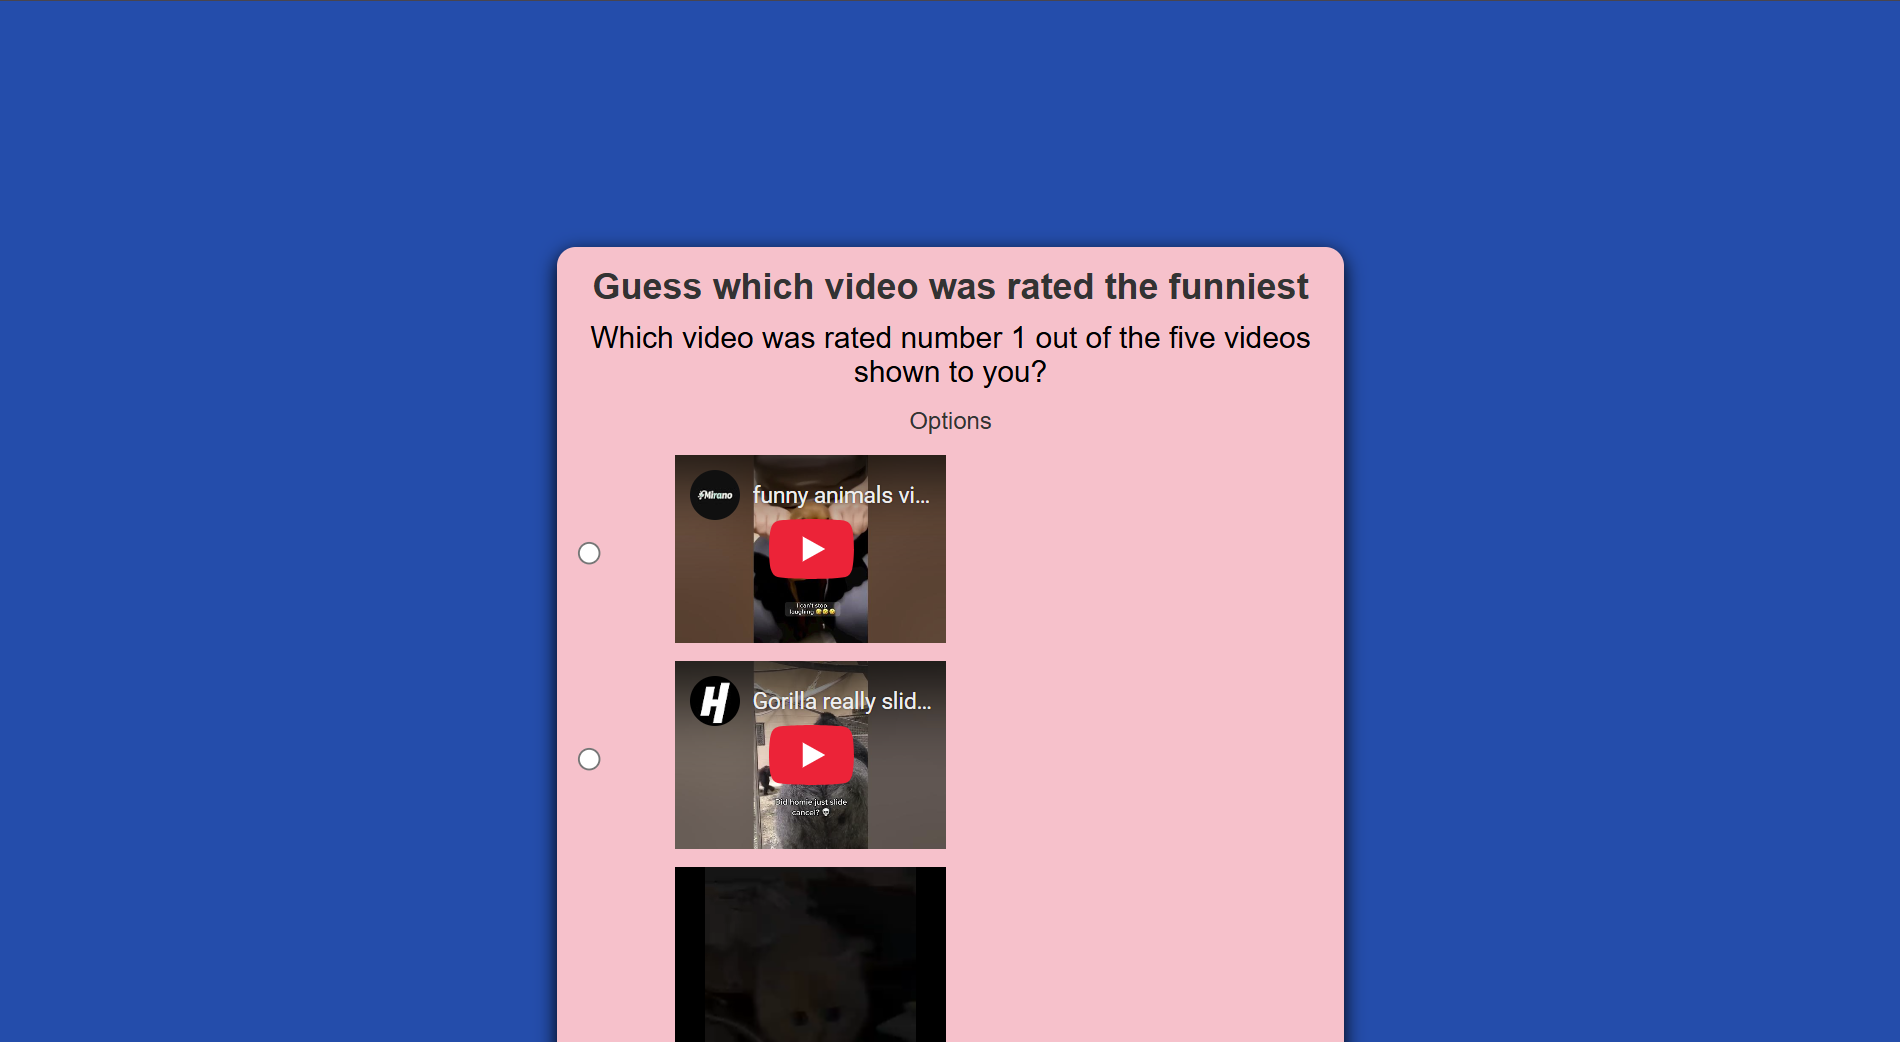 Guess which video was rated the funniest
Which video was rated number 1 out of the five videos
shown to you?
Options
Mirano
funny animals vi...
I can't stop
laughing 🤣🤣🤣
H
Gorilla really slid...
Did homie just slide
cancel? 💀